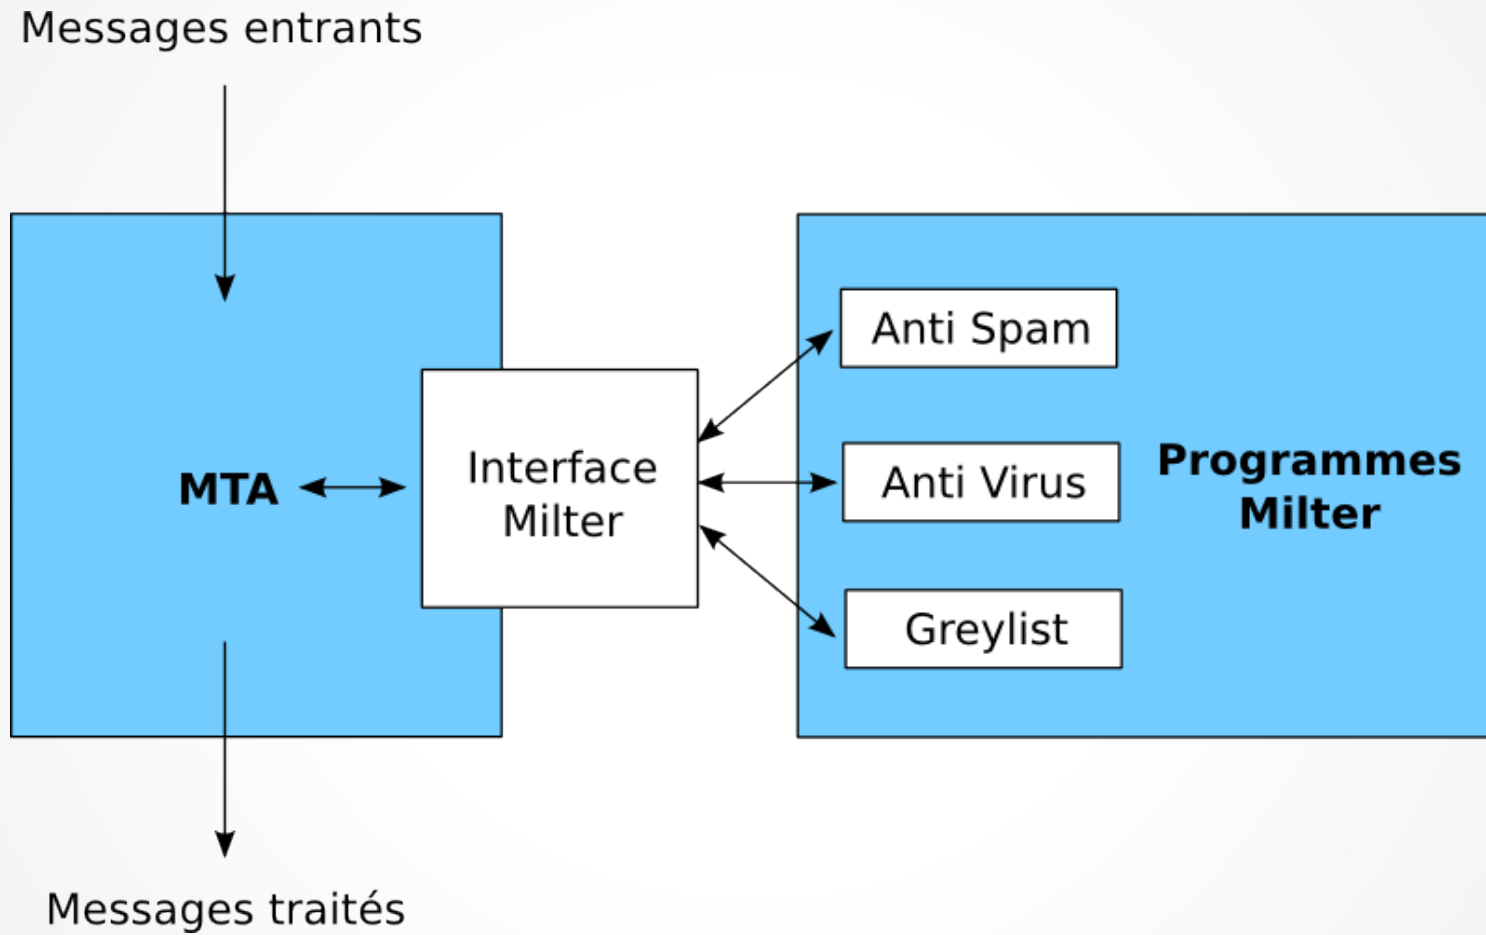 Messages entrants
Anti Spam
MTA
Interface
Milter
Anti Virus
Programmes
Milter
Greylist
Messages traités